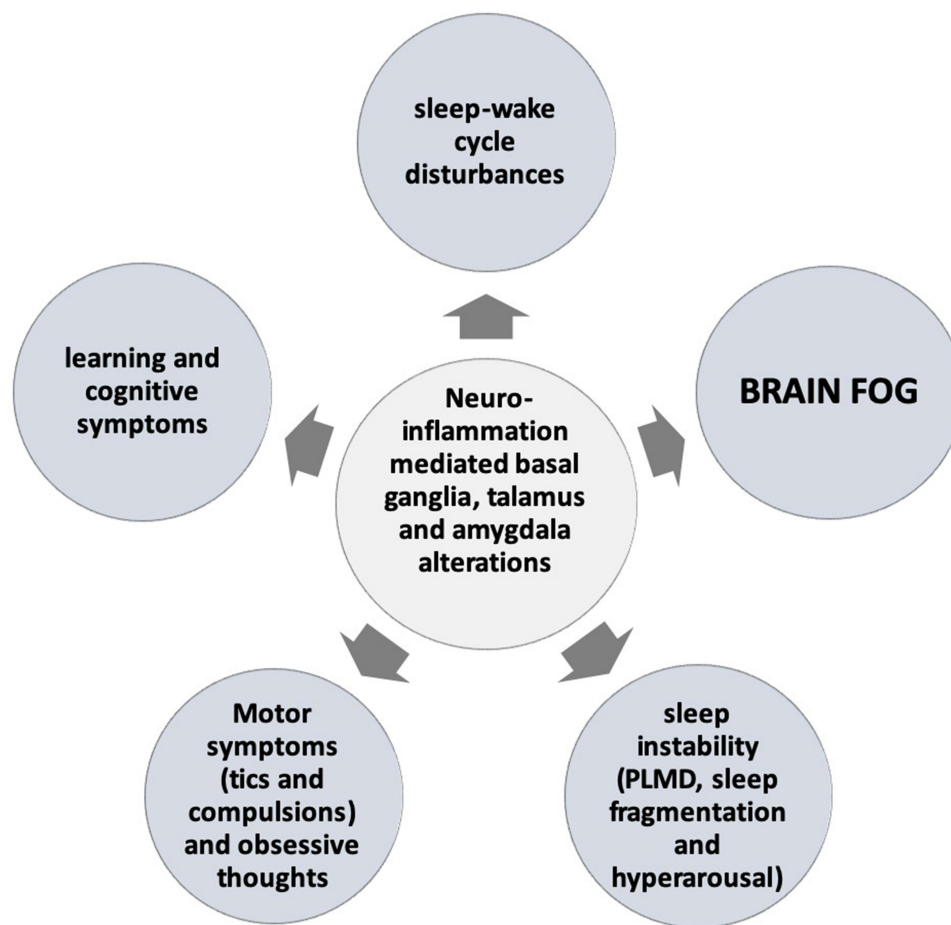 sleep-wake
cycle
disturbances
learning and
cognitive
symptoms
BRAIN FOG
Neuro-
inflammation
mediated basal
ganglia, talamus
and amygdala
alterations
Motor
symptoms
(tics and
compulsions)
and obsessive
thoughts
sleep
instability
(PLMD, sleep
fragmentation
and
hyperarousal)